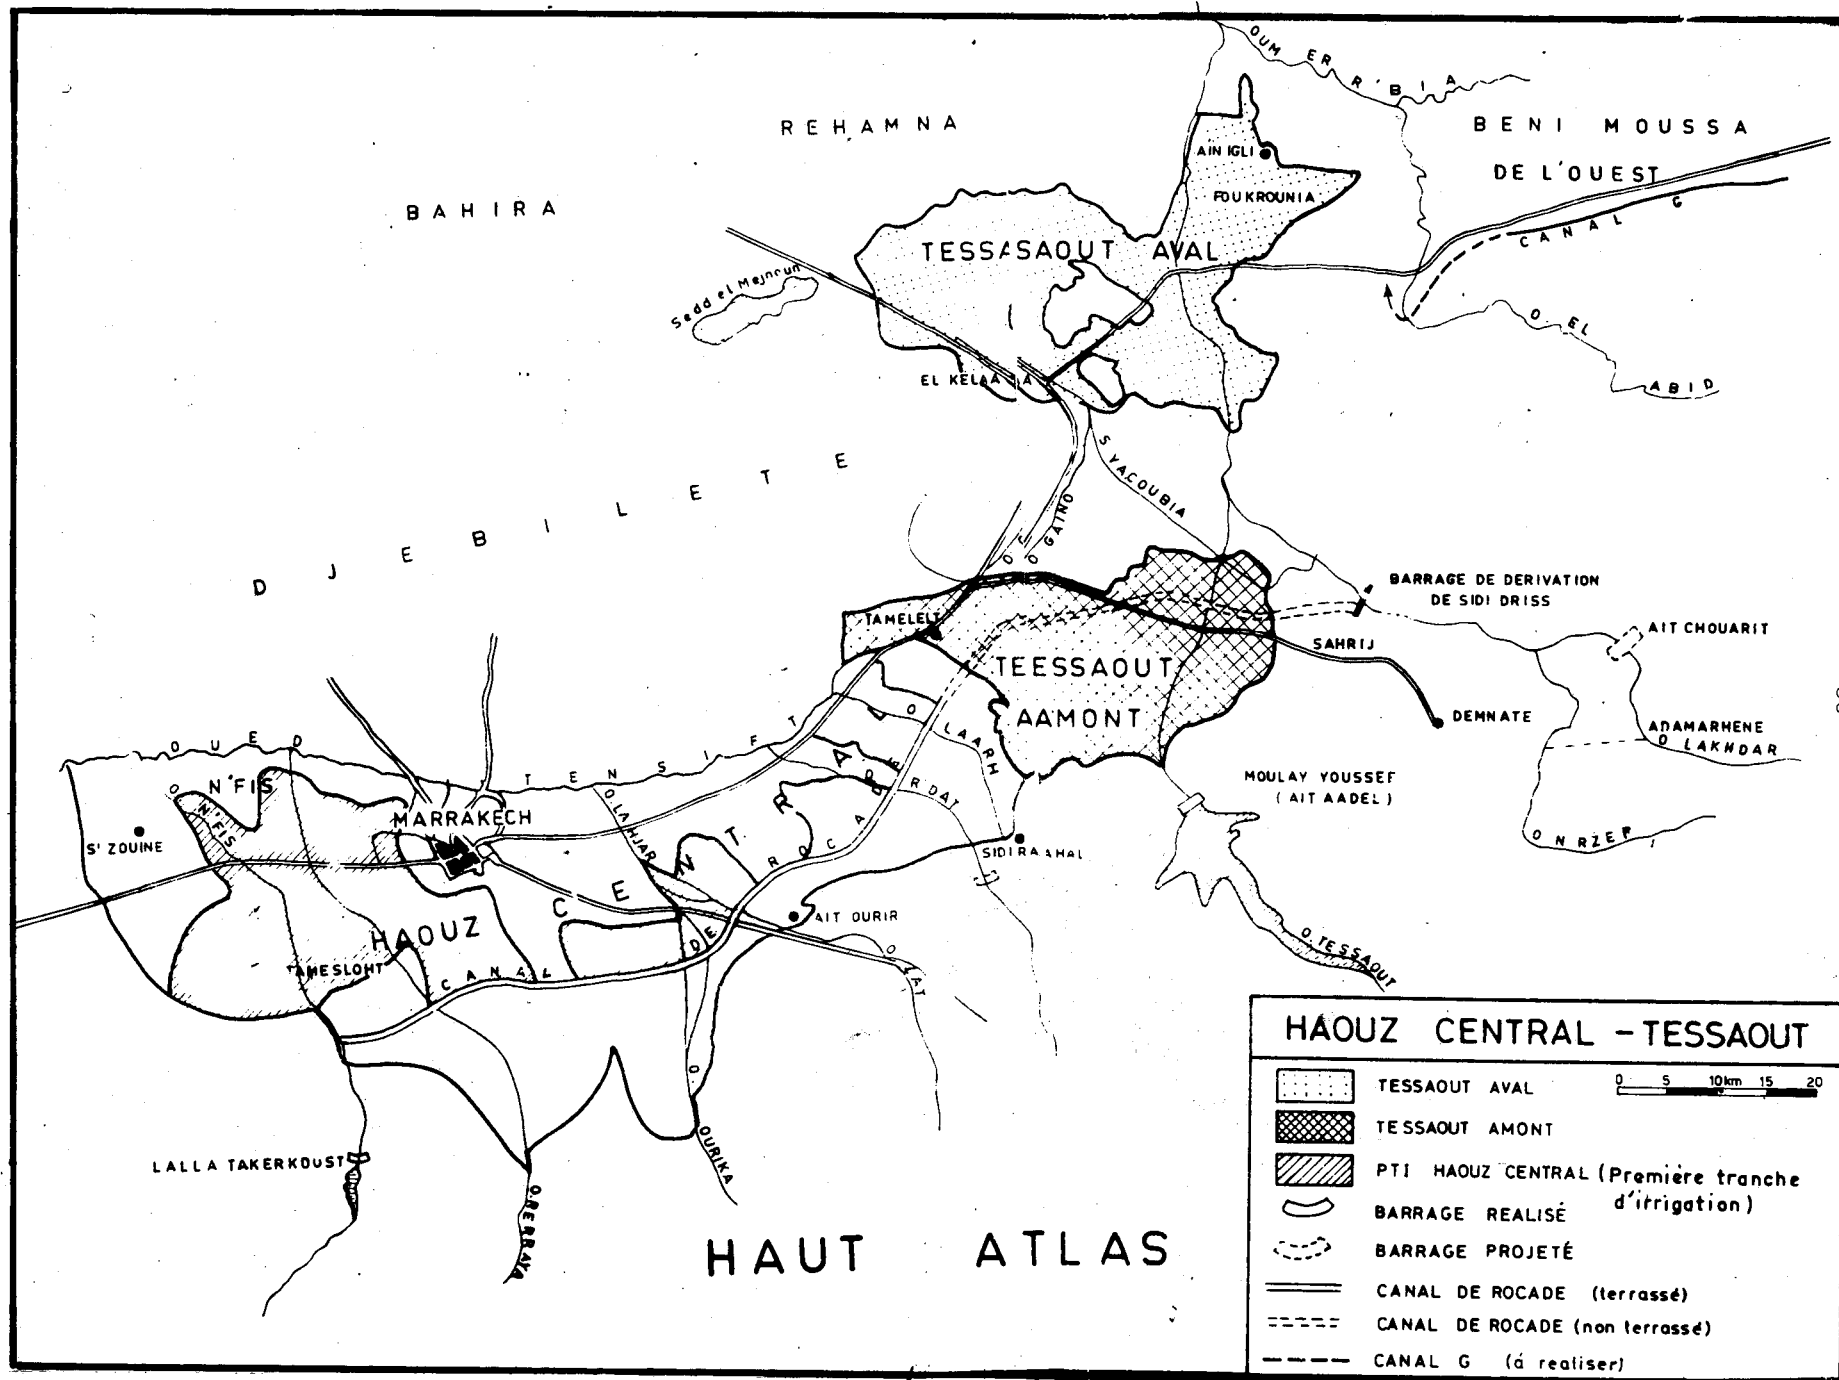 OUM ER R'BIA
REHAMNA
BENI MOUSSA
DE L'OUEST
AIN IGLI
FOUKROUNIA
BAHIRA
CANAL G
TESSASAOUT AVAL
Sedd el Mejnoun
O. EL ABID
EL KELAA A
S YACOUBIA
DJEBILETE
O GAINO
BARRAGE DE DERIVATION
DE SIDI DRISS
TAMELELT
AIT CHOUARIT
SAHRIJ
TEESSAOUT
AAMONT
DEMNATE
ADAMARHENE
O LAKHDAR
O LAARH
OUED TENSIFT
N'FIS
O N'FIS
MOULAY YOUSSEF
(AIT AADEL)
O R DAT
MARRAKECH
O. LAHJAR
S' ZOUINE
O NRZEF
SIDI RAAHAL
HAOUZ CENTRAL
AIT OURIR
CANAL DE ROCADE
TAMESLOHT
O. TESSAOUT
O LAT
O OURIKA
LALLA TAKERKOUST
O. RERRAYA
HAUT ATLAS
HAOUZ CENTRAL – TESSAOUT
TESSAOUT AVAL
0 5 10km 15 20
TESSAOUT AMONT
PTI HAOUZ CENTRAL (Première tranche
d'irrigation)
BARRAGE REALISÉ
BARRAGE PROJETÉ
CANAL DE ROCADE (terrassé)
CANAL DE ROCADE (non terrassé)
CANAL G (á realiser)